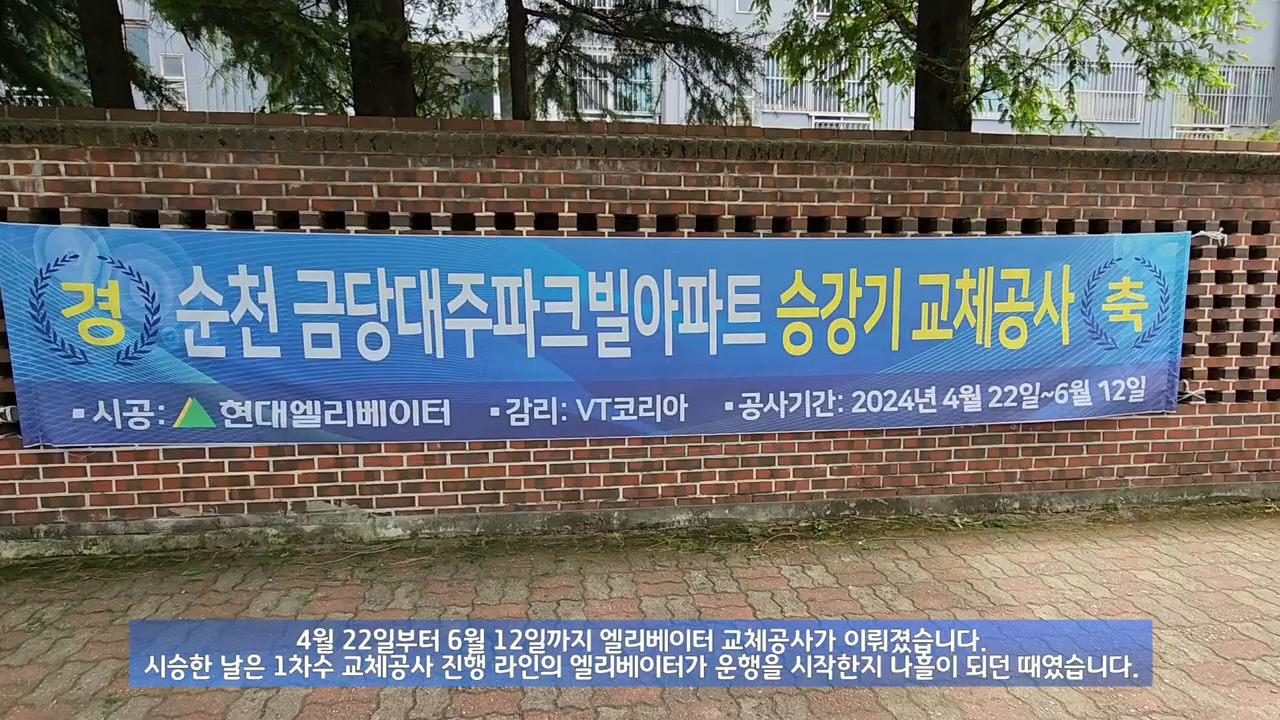 경 순천 금당대주파크빌아파트 승강기 교체공사 축
▪시공: 현대엘리베이터 ▪감리: VT코리아 ▪공사기간: 2024년 4월 22일~6월 12일
4월 22일부터 6월 12일까지 엘리베이터 교체공사가 이뤄졌습니다.
시승한 날은 1차수 교체공사 진행 라인의 엘리베이터가 운행을 시작한지 나흘이 되던 때였습니다.